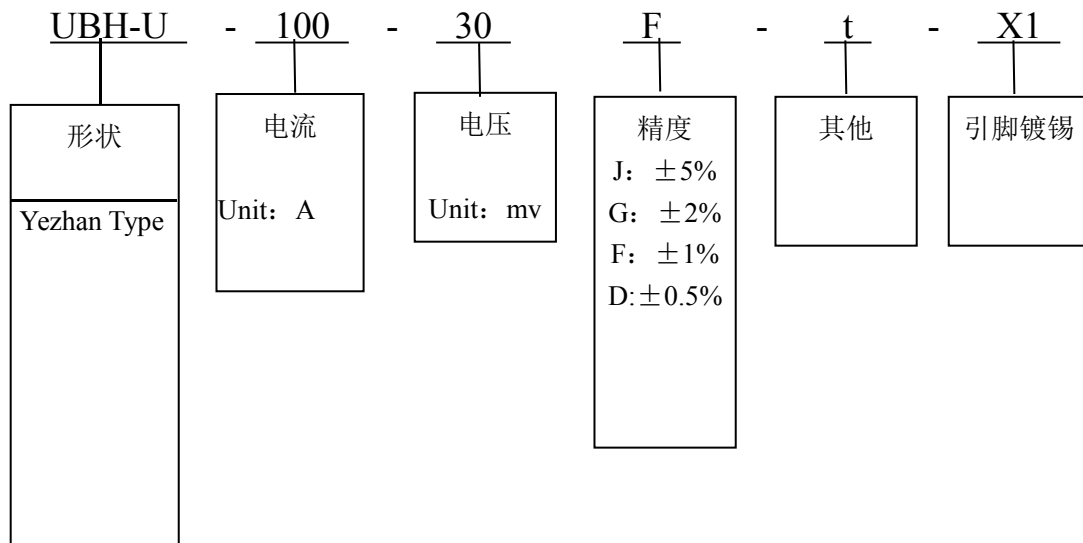 UBH-U - 100 - 30 F - t - X1
形状
Yezhan Type
电流
Unit：A
电压
Unit：mv
精度
J：±5%
G：±2%
F：±1%
D:±0.5%
其他
引脚镀锡